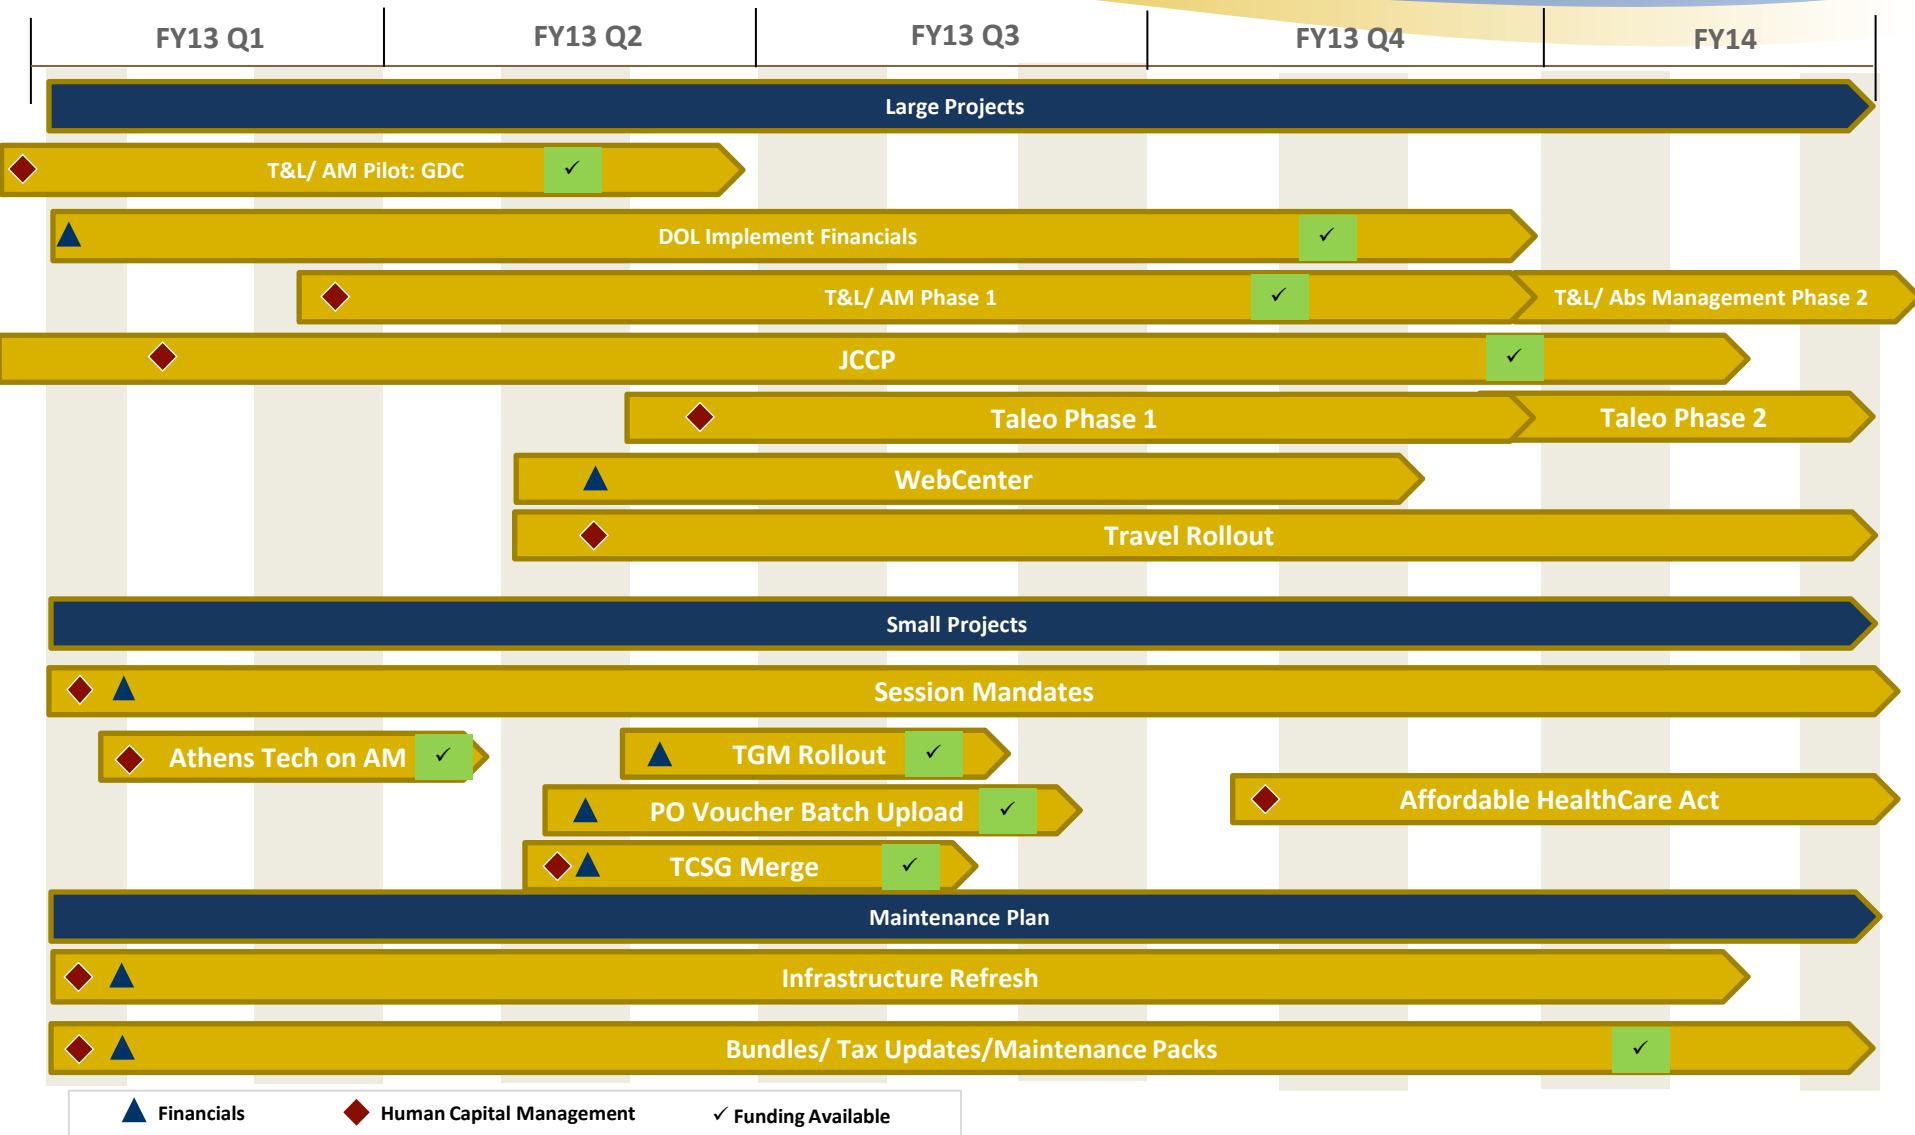 FY13 Q1
FY13 Q2
FY13 Q3
FY13 Q4
FY14
Large Projects
T&L/ AM Pilot: GDC ✓
DOL Implement Financials ✓
T&L/ AM Phase 1 ✓
T&L/ Abs Management Phase 2
JCCP ✓
Taleo Phase 1
Taleo Phase 2
WebCenter
Travel Rollout
Small Projects
Session Mandates
Athens Tech on AM ✓
TGM Rollout ✓
PO Voucher Batch Upload ✓
Affordable HealthCare Act
TCSG Merge ✓
Maintenance Plan
Infrastructure Refresh
Bundles/ Tax Updates/Maintenance Packs ✓
Financials
Human Capital Management
✓ Funding Available